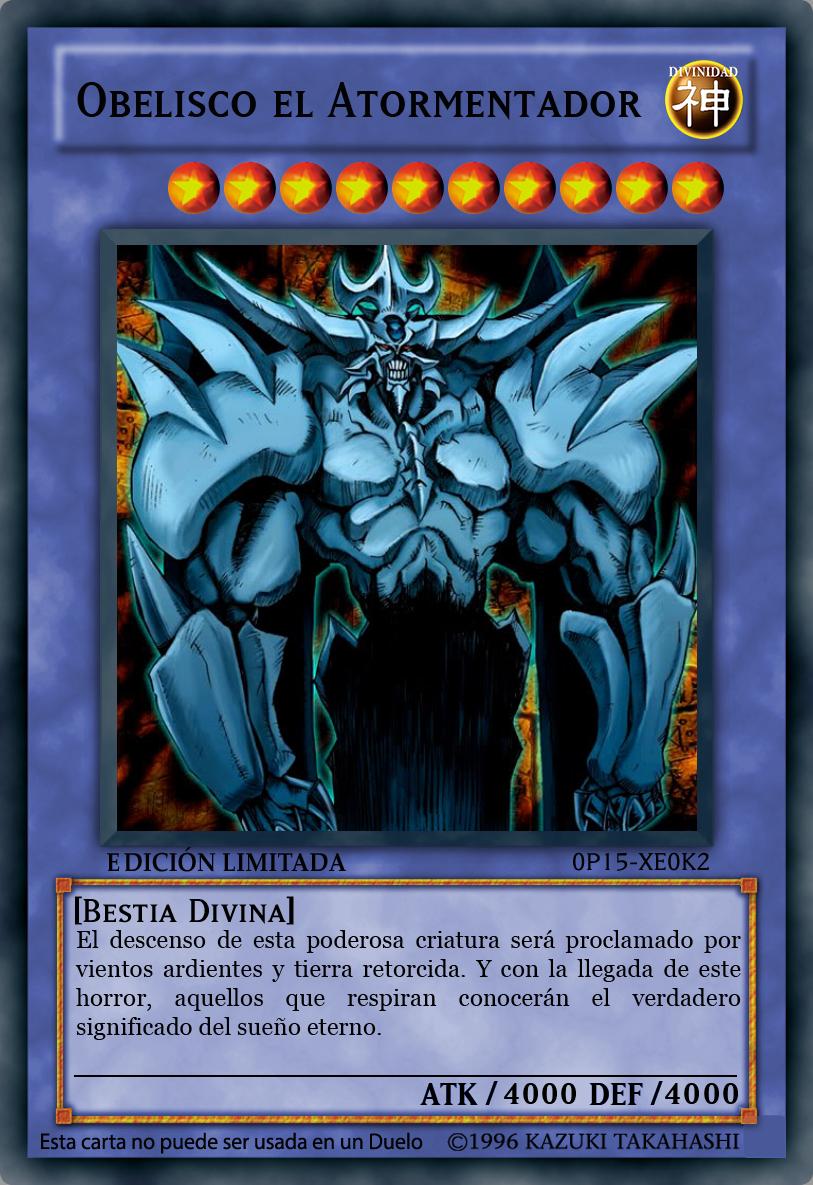 Obelisco el Atormentador
DIVINIDAD
神
EDICIÓN LIMITADA 0P15-XE0K2
[Bestia Divina]
El descenso de esta poderosa criatura será proclamado por
vientos ardientes y tierra retorcida. Y con la llegada de este
horror, aquellos que respiran conocerán el verdadero
significado del sueño eterno.
ATK / 4000 DEF /4000
Esta carta no puede ser usada en un Duelo ©1996 KAZUKI TAKAHASHI